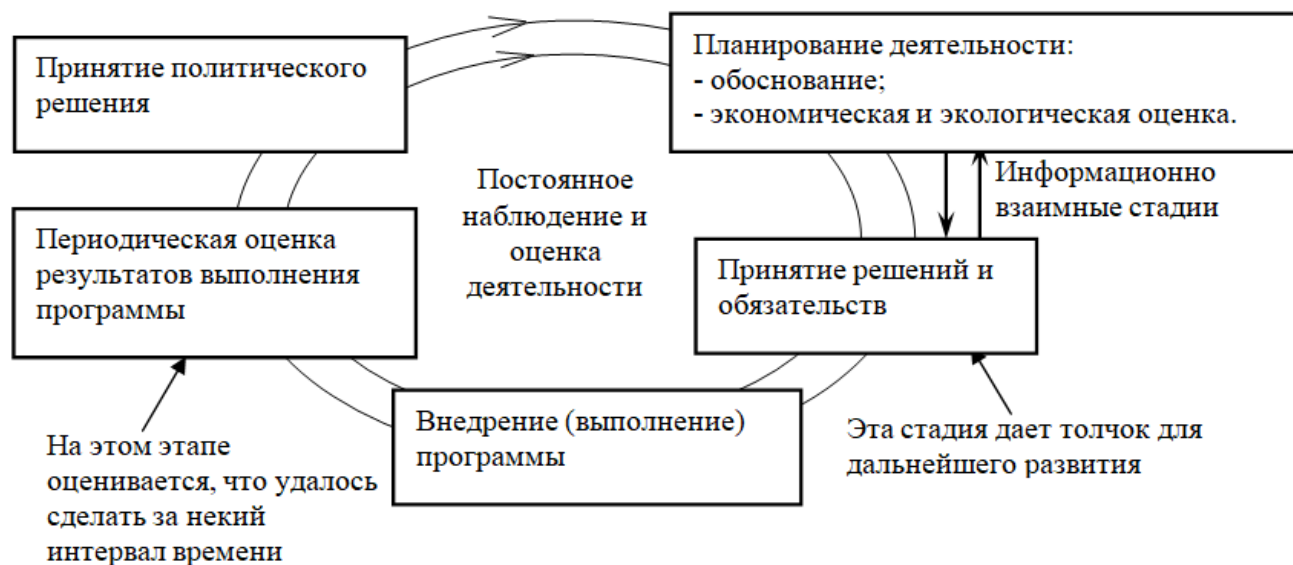 Принятие политического
решения
Планирование деятельности:
- обоснование;
- экономическая и экологическая оценка.
Информационно
взаимные стадии
Постоянное
наблюдение и
оценка
деятельности
Периодическая оценка
результатов выполнения
программы
Принятие решений и
обязательств
Внедрение (выполнение)
программы
На этом этапе
оценивается, что удалось
сделать за некий
интервал времени
Эта стадия дает толчок для
дальнейшего развития